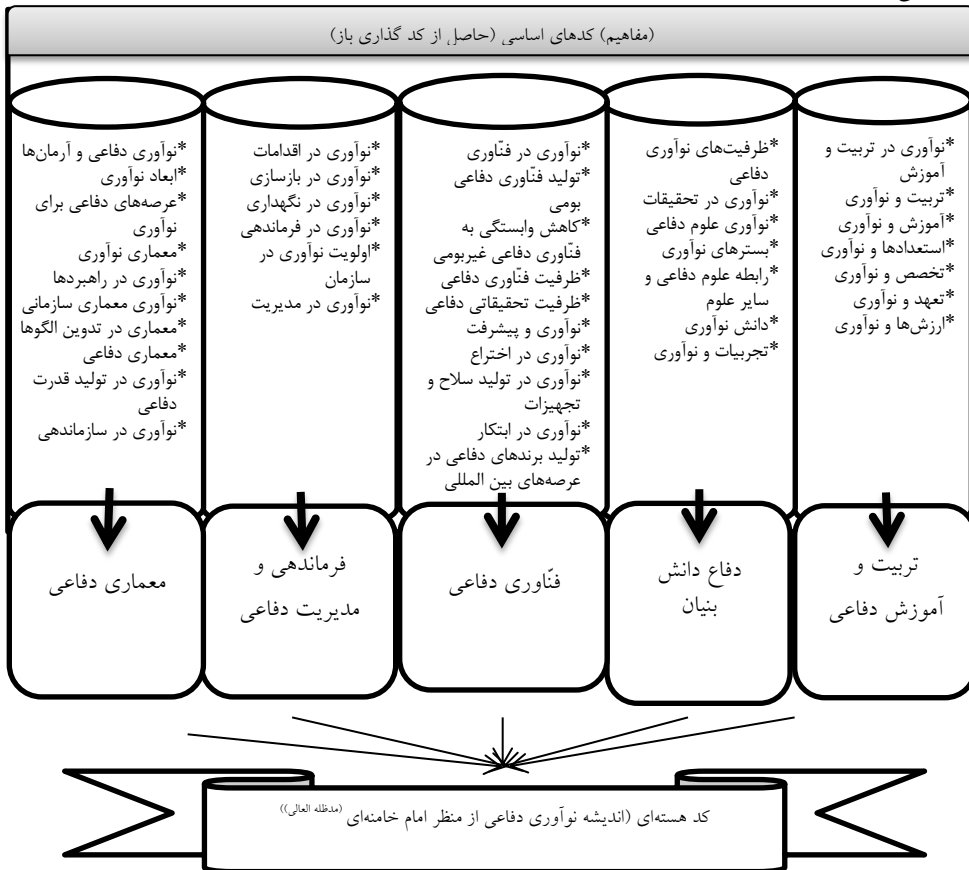 (مفاهیم) کدهای اساسی (حاصل از کد گذاری باز)
*نوآوری در تربیت و
آموزش
*تربیت و نوآوری
*آموزش و نوآوری
*استعدادها و نوآوری
*تخصص و نوآوری
*تعهد و نوآوری
*ارزش‌ها و نوآوری
*ظرفیت‌های نوآوری
دفاعی
*نوآوری در تحقیقات
*نوآوری علوم دفاعی
*بسترهای نوآوری
*رابطه علوم دفاعی و
سایر علوم
*دانش نوآوری
*تجربیات و نوآوری
*نوآوری در فنّاوری
*تولید فنّاوری دفاعی
بومی
*کاهش وابستگی به
فنّاوری دفاعی غیربومی
*ظرفیت فنّاوری دفاعی
*ظرفیت تحقیقاتی دفاعی
*نوآوری و پیشرفت
*نوآوری در اختراع
*نوآوری در تولید سلاح و
تجهیزات
*نوآوری در ابتکار
*تولید برندهای دفاعی در
عرصه‌های بین المللی
*نوآوری در اقدامات
*نوآوری در بازسازی
*نوآوری در نگهداری
*نوآوری در فرماندهی
*اولویت نوآوری در
سازمان
*نوآوری در مدیریت
*نوآوری دفاعی و آرمان‌ها
*ابعاد نوآوری
*عرصه‌های دفاعی برای
نوآوری
*معماری نوآوری
*نوآوری در راهبردها
*نوآوری معماری سازمانی
*معماری در تدوین الگوها
*معماری دفاعی
*نوآوری در تولید قدرت
دفاعی
*نوآوری در سازماندهی
تربیت و
آموزش دفاعی
دفاع دانش
بنیان
فنّاوری دفاعی
فرماندهی و
مدیریت دفاعی
معماری دفاعی
کد هسته‌ای (اندیشه نوآوری دفاعی از منظر امام خامنه‌ای (مدظله العالی))